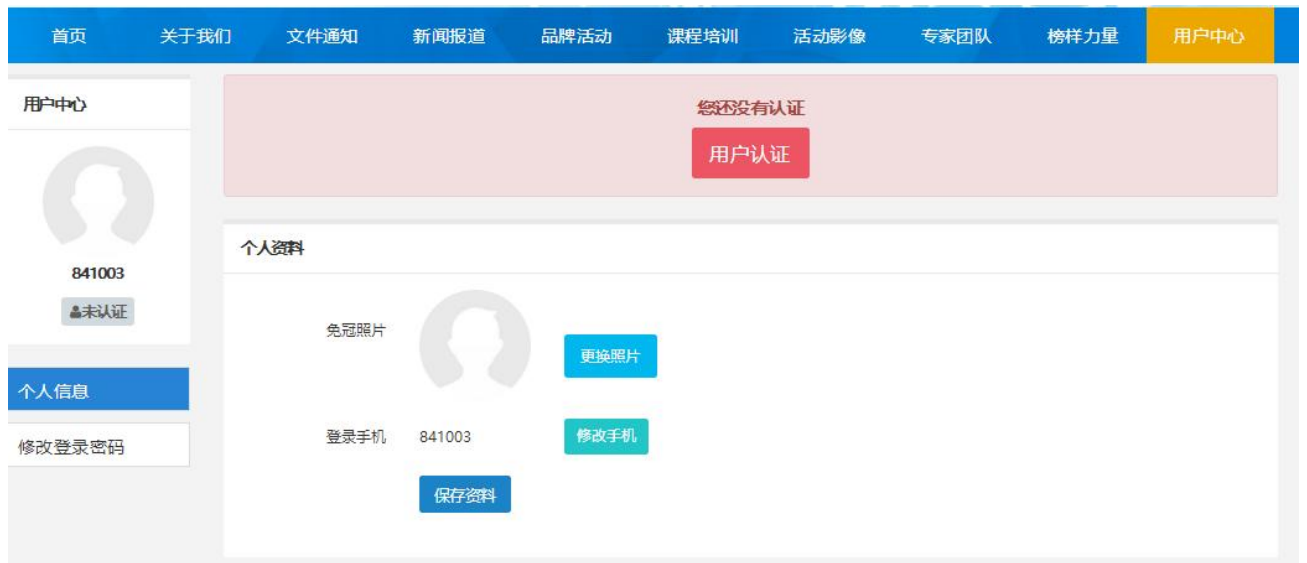 首页 关于我们 文件通知 新闻报道 品牌活动 课程培训 活动影像 专家团队 榜样力量 用户中心
用户中心
841003
未认证
个人信息
修改登录密码
您还没有认证
用户认证
个人资料
免冠照片
更换照片
登录手机 841003 修改手机
保存资料